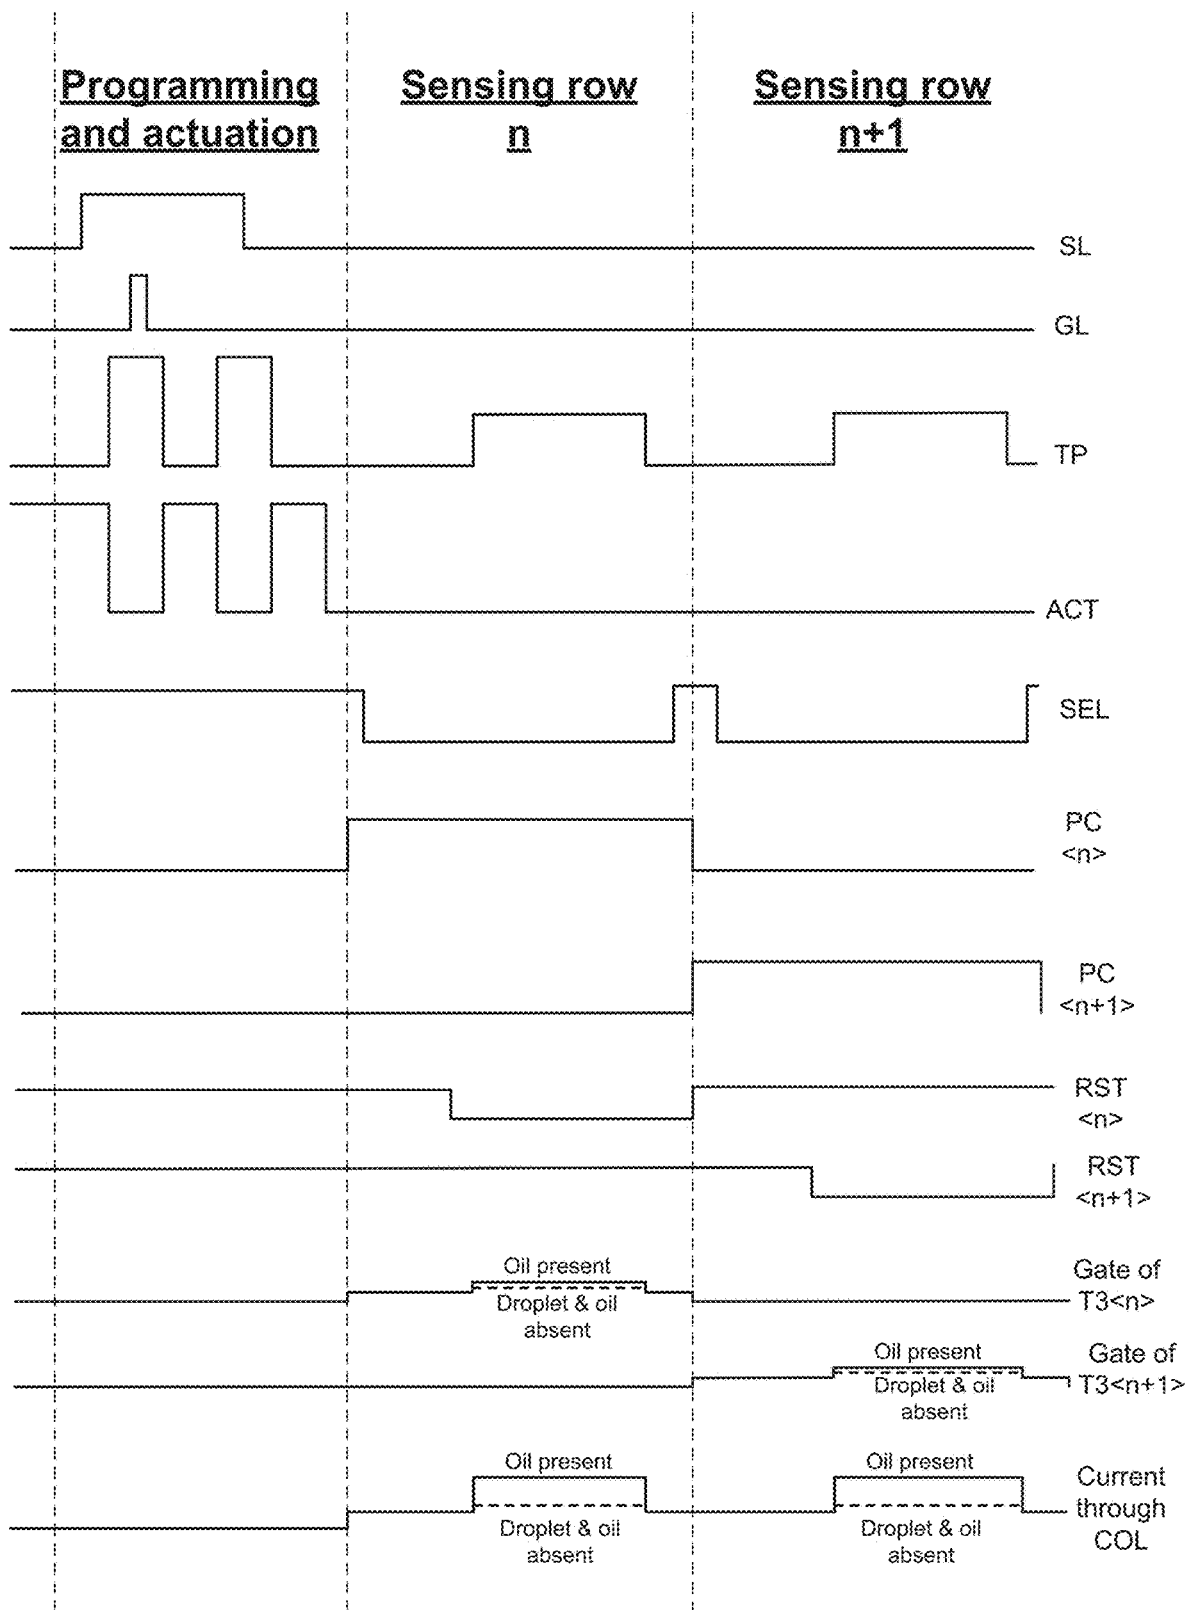 Programming
and actuation
Sensing row
n
Sensing row
n+1
SL
GL
TP
ACT
SEL
PC
<n>
PC
<n+1>
RST
<n>
RST
<n+1>
Oil present
Droplet & oil
absent
Gate of
T3<n>
Oil present
Droplet & oil
absent
Gate of
T3<n+1>
Oil present
Droplet & oil
absent
Oil present
Droplet & oil
absent
Current
through
COL